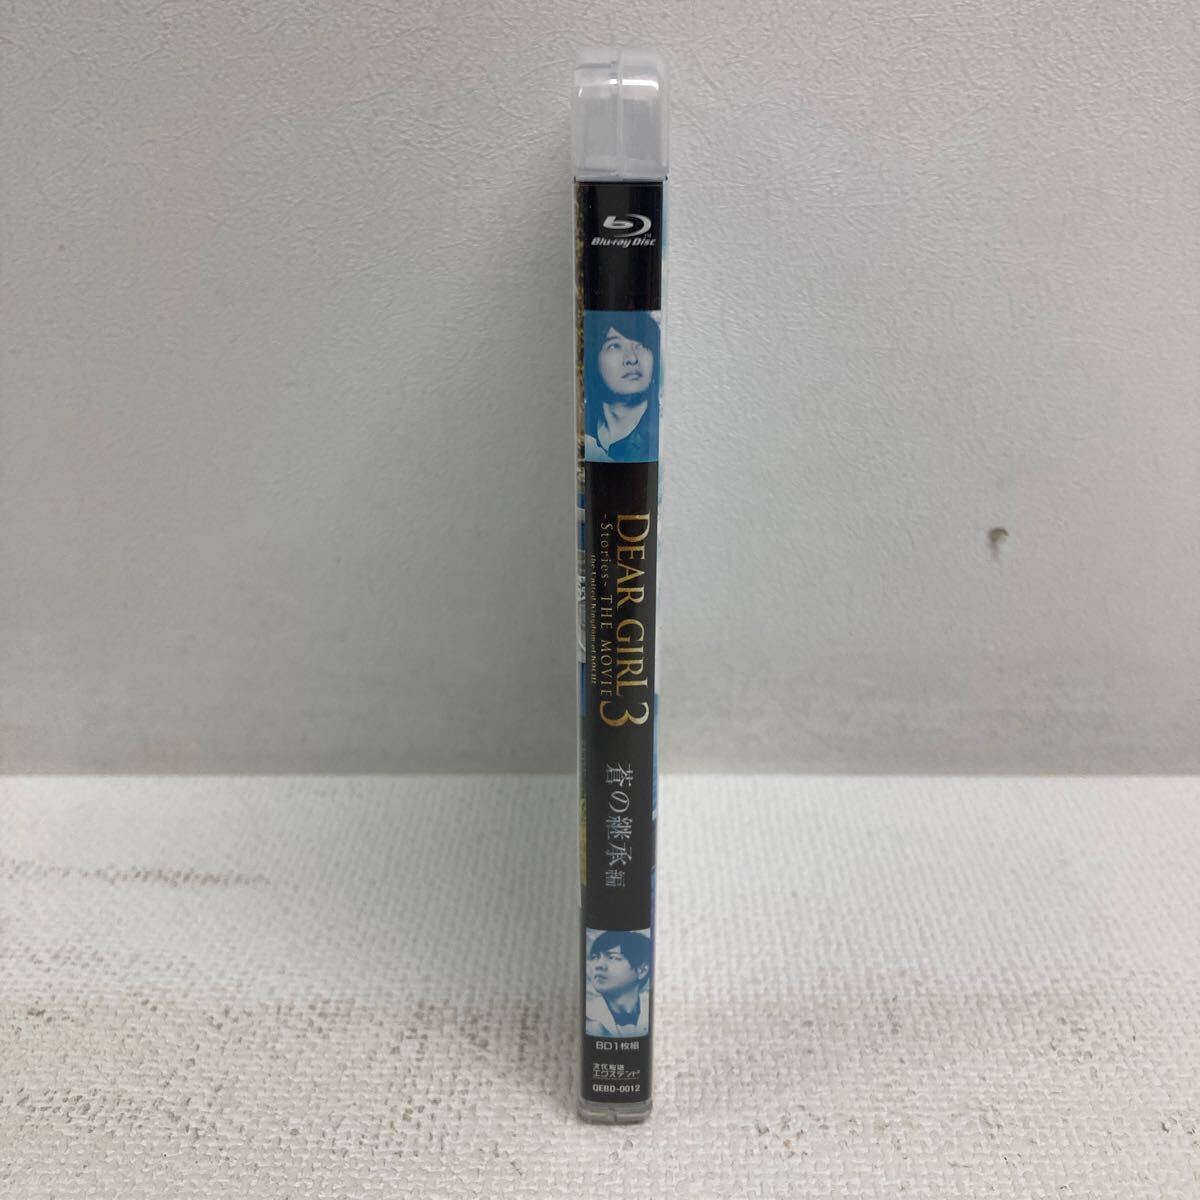 Blu-ray Disc
TM
DEAR GIRL
~Stories~ THE MOVIE
3
the United Kingdom of KOCHI
蒼の継承編
BD1枚組
文化放送
エクステンド
QEBD-0012